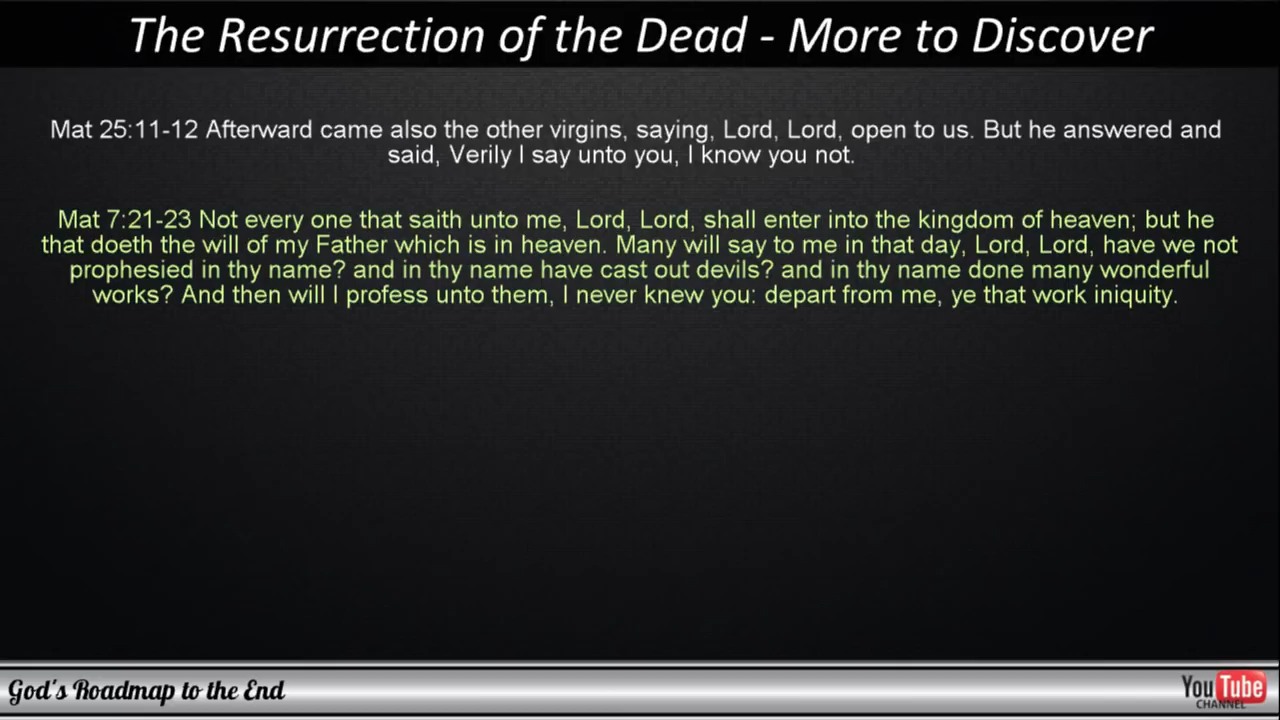 The Resurrection of the Dead - More to Discover
Mat 25:11-12 Afterward came also the other virgins, saying, Lord, Lord, open to us. But he answered and
said, Verily I say unto you, I know you not.
Mat 7:21-23 Not every one that saith unto me, Lord, Lord, shall enter into the kingdom of heaven; but he
that doeth the will of my Father which is in heaven. Many will say to me in that day, Lord, Lord, have we not
prophesied in thy name? and in thy name have cast out devils? and in thy name done many wonderful
works? And then will I profess unto them, I never knew you: depart from me, ye that work iniquity.
God's Roadmap to the End
YouTube
CHANNEL